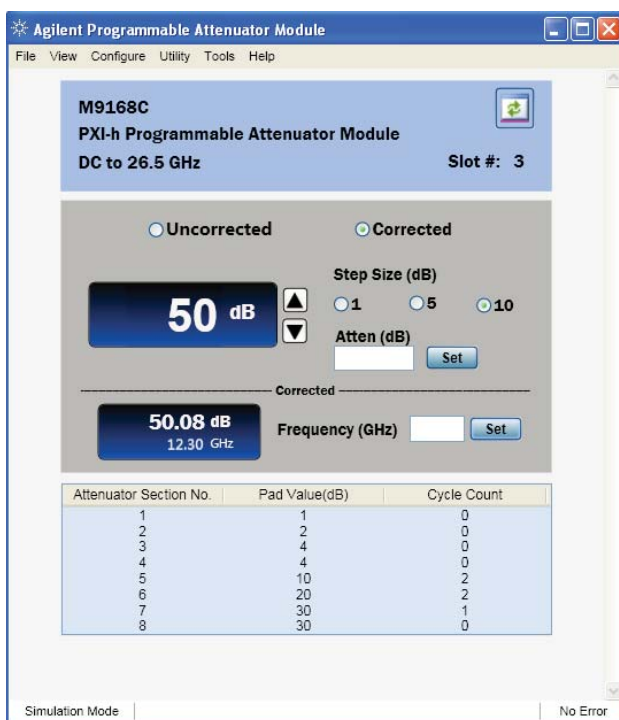 Agilent Programmable Attenuator Module
File View Configure Utility Tools Help
M9168C
PXI-h Programmable Attenuator Module
DC to 26.5 GHz Slot #: 3
Uncorrected Corrected
Step Size (dB)
50 dB 1 5 10
Atten (dB)
Set
Corrected
50.08 dB
12.30 GHz
Frequency (GHz) Set
Attenuator Section No. Pad Value(dB) Cycle Count
1 1 0
2 2 0
3 4 0
4 4 0
5 10 2
6 20 2
7 30 1
8 30 0
Simulation Mode No Error